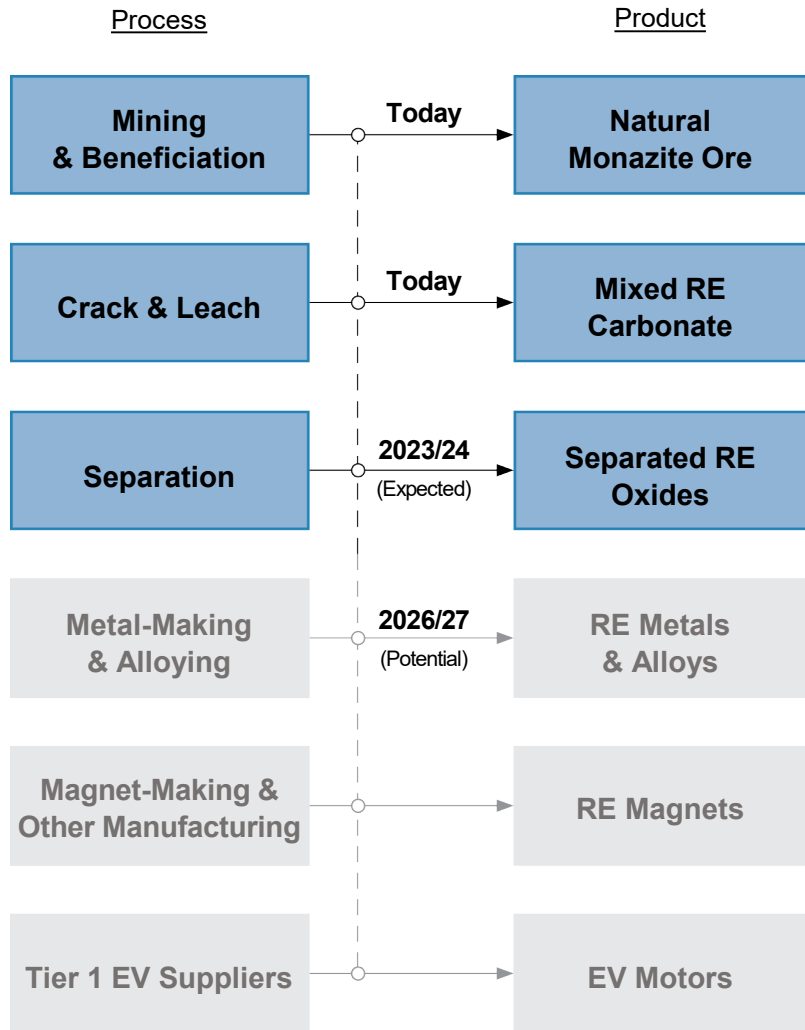 Process
Product
Mining
& Beneficiation
Today
Natural
Monazite Ore
Crack & Leach
Today
Mixed RE
Carbonate
Separation
2023/24
(Expected)
Separated RE
Oxides
Metal-Making
& Alloying
2026/27
(Potential)
RE Metals
& Alloys
Magnet-Making &
Other Manufacturing
RE Magnets
Tier 1 EV Suppliers
EV Motors